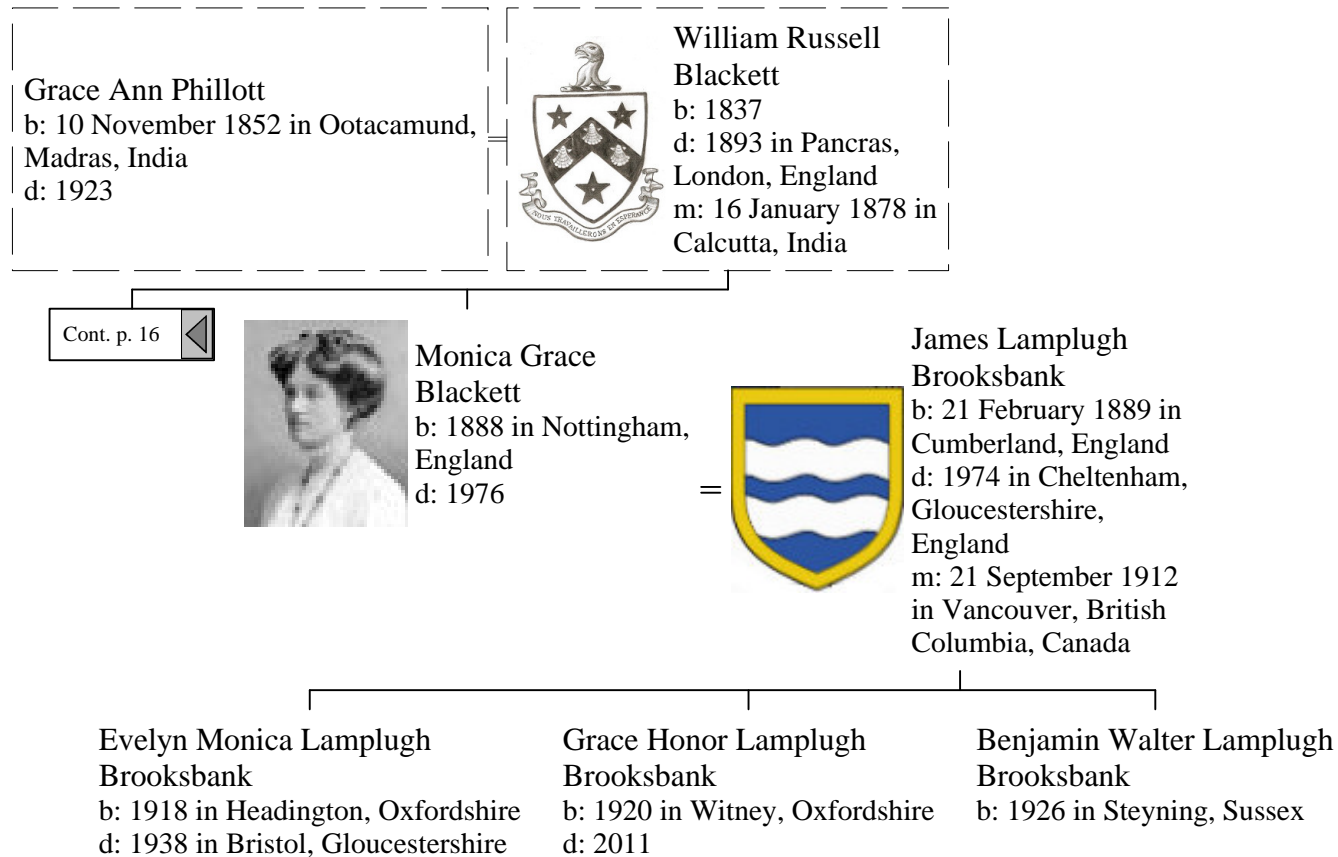 Grace Ann Phillott
b: 10 November 1852 in Ootacamund,
Madras, India
d: 1923
=
William Russell
Blackett
b: 1837
d: 1893 in Pancras,
London, England
m: 16 January 1878 in
Calcutta, India
NOUS TRAVAILLERONS EN ESPERANCE
Cont. p. 16
Monica Grace
Blackett
b: 1888 in Nottingham,
England
d: 1976
=
James Lamplugh
Brooksbank
b: 21 February 1889 in
Cumberland, England
d: 1974 in Cheltenham,
Gloucestershire,
England
m: 21 September 1912
in Vancouver, British
Columbia, Canada
Evelyn Monica Lamplugh
Brooksbank
b: 1918 in Headington, Oxfordshire
d: 1938 in Bristol, Gloucestershire
Grace Honor Lamplugh
Brooksbank
b: 1920 in Witney, Oxfordshire
d: 2011
Benjamin Walter Lamplugh
Brooksbank
b: 1926 in Steyning, Sussex